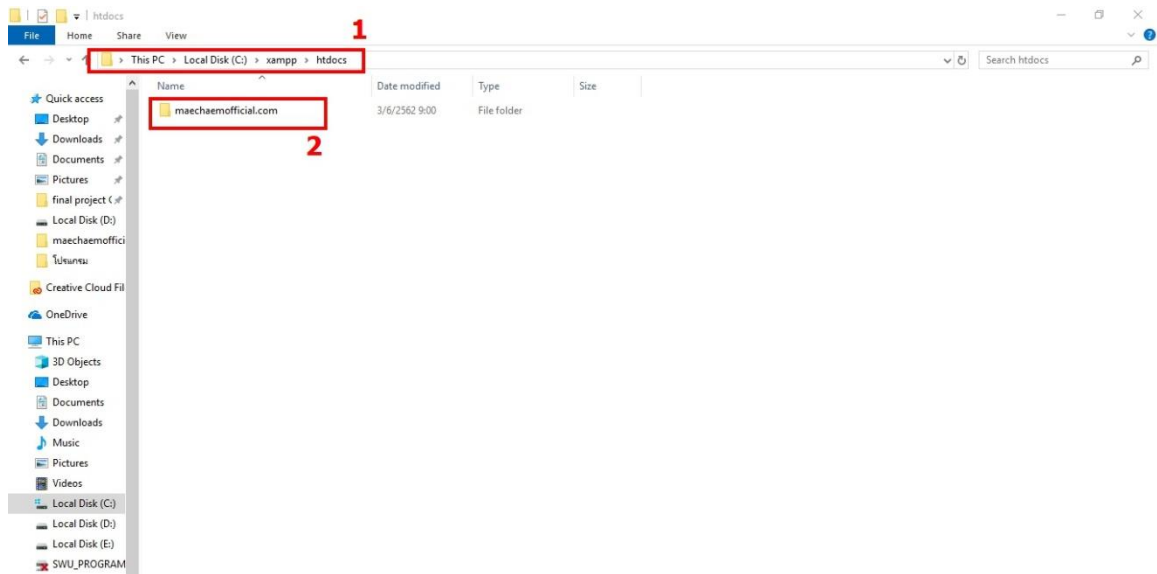 htdocs
File Home Share View
1
This PC > Local Disk (C:) > xampp > htdocs
Search htdocs
Name Date modified Type Size
maechaemofficial.com 3/6/2562 9:00 File folder
2
Quick access
Desktop
Downloads
Documents
Pictures
final project (
Local Disk (D:)
maechaemoffici
โปรแกรม
Creative Cloud Fil
OneDrive
This PC
3D Objects
Desktop
Documents
Downloads
Music
Pictures
Videos
Local Disk (C:)
Local Disk (D:)
Local Disk (E:)
SWU_PROGRAM